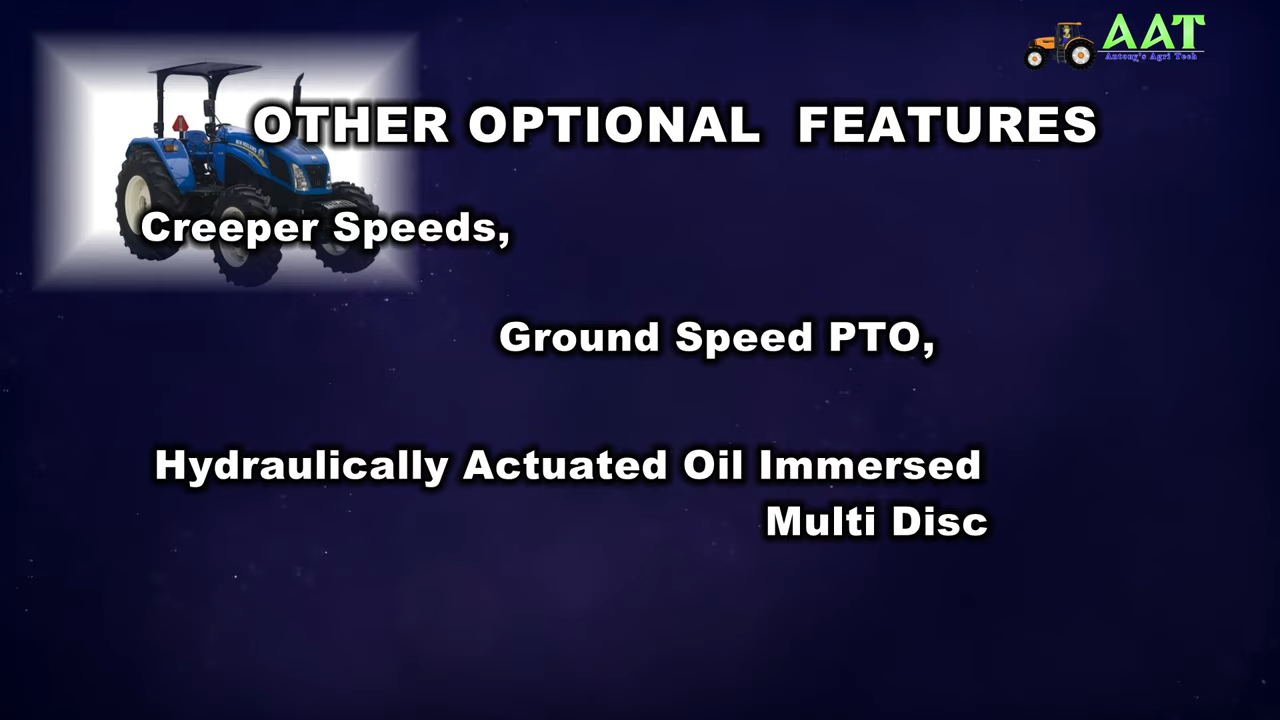 AAT
Antony's Agri Tech
OTHER OPTIONAL FEATURES
Creeper Speeds,
Ground Speed PTO,
Hydraulically Actuated Oil Immersed
Multi Disc